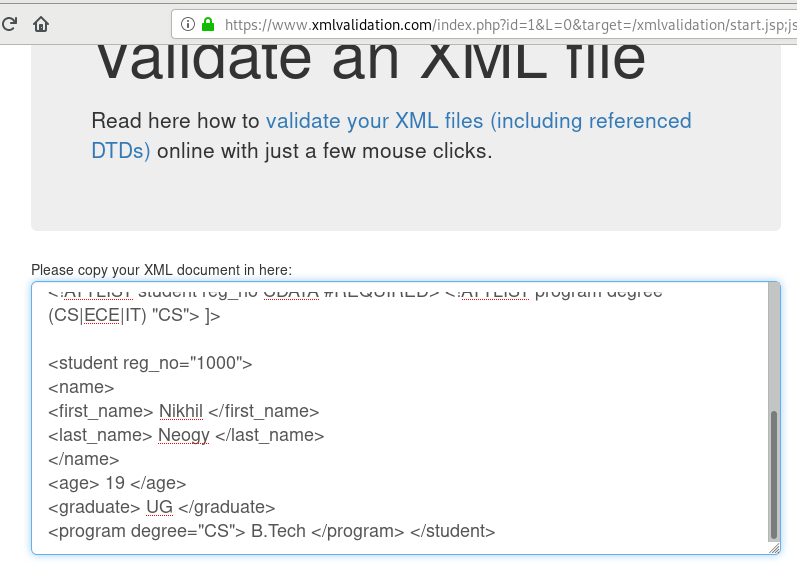 https://www.xmlvalidation.com/index.php?id=1&L=0&target=/xmlvalidation/start.jsp;js
Validate an XML file
Read here how to validate your XML files (including referenced
DTDs) online with just a few mouse clicks.
Please copy your XML document in here:
<!ATTLIST student reg_no CDATA #REQUIRED> <!ATTLIST program degree
(CS|ECE|IT) "CS"> ]>
<student reg_no="1000">
<name>
<first_name> Nikhil </first_name>
<last_name> Neogy </last_name>
</name>
<age> 19 </age>
<graduate> UG </graduate>
<program degree="CS"> B.Tech </program> </student>